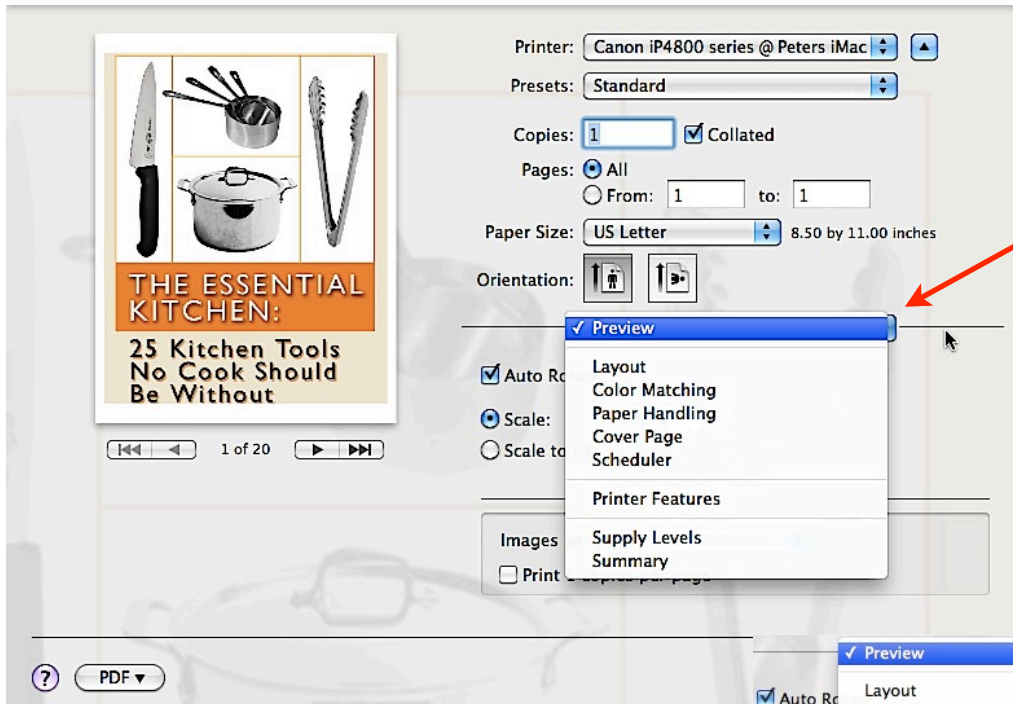 Printer: Canon iP4800 series @ Peters iMac
Presets: Standard
Copies: 1 Collated
Pages: All
From: 1 to: 1
Paper Size: US Letter 8.50 by 11.00 inches
Orientation:
THE ESSENTIAL
KITCHEN:
25 Kitchen Tools
No Cook Should
Be Without
1 of 20
✓ Preview
Layout
Auto Ro
Color Matching
Paper Handling
Scale:
Cover Page
Scale to
Scheduler
Printer Features
Supply Levels
Images
Summary
Print
? PDF
✓ Preview
Auto Ro Layout